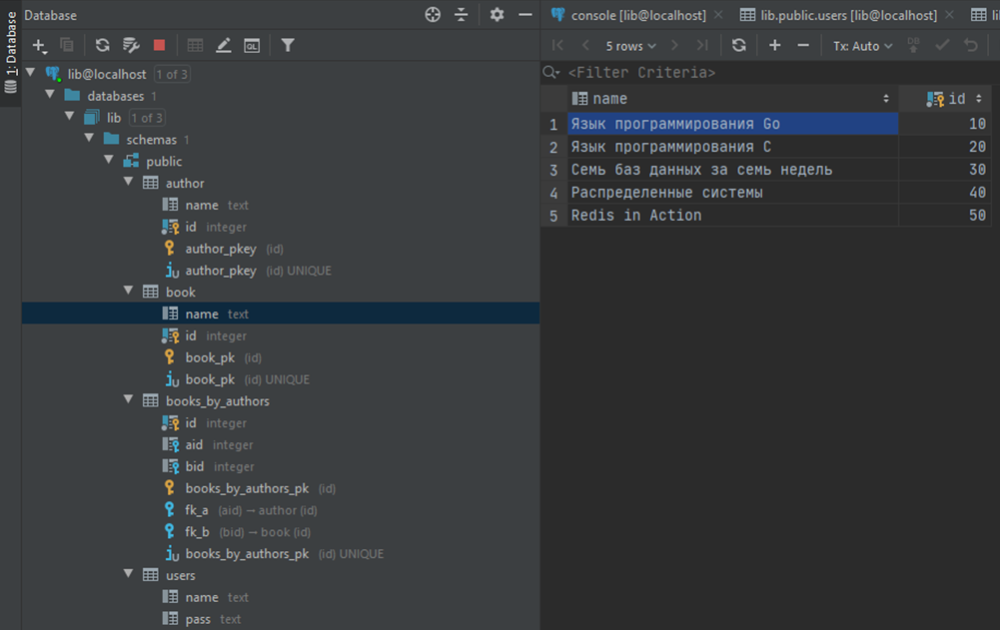 1: Database
Database
lib@localhost 1 of 3
databases 1
lib 1 of 3
schemas 1
public
author
name text
id integer
author_pkey (id)
author_pkey (id) UNIQUE
book
name text
id integer
book_pk (id)
book_pk (id) UNIQUE
books_by_authors
id integer
aid integer
bid integer
books_by_authors_pk (id)
fk_a (aid) → author (id)
fk_b (bid) → book (id)
books_by_authors_pk (id) UNIQUE
users
name text
pass text
console [lib@localhost] lib.public.users [lib@localhost] li
5 rows Tx: Auto DB
<Filter Criteria>
name id
1 Язык программирования Go 10
2 Язык программирования C 20
3 Семь баз данных за семь недель 30
4 Распределенные системы 40
5 Redis in Action 50